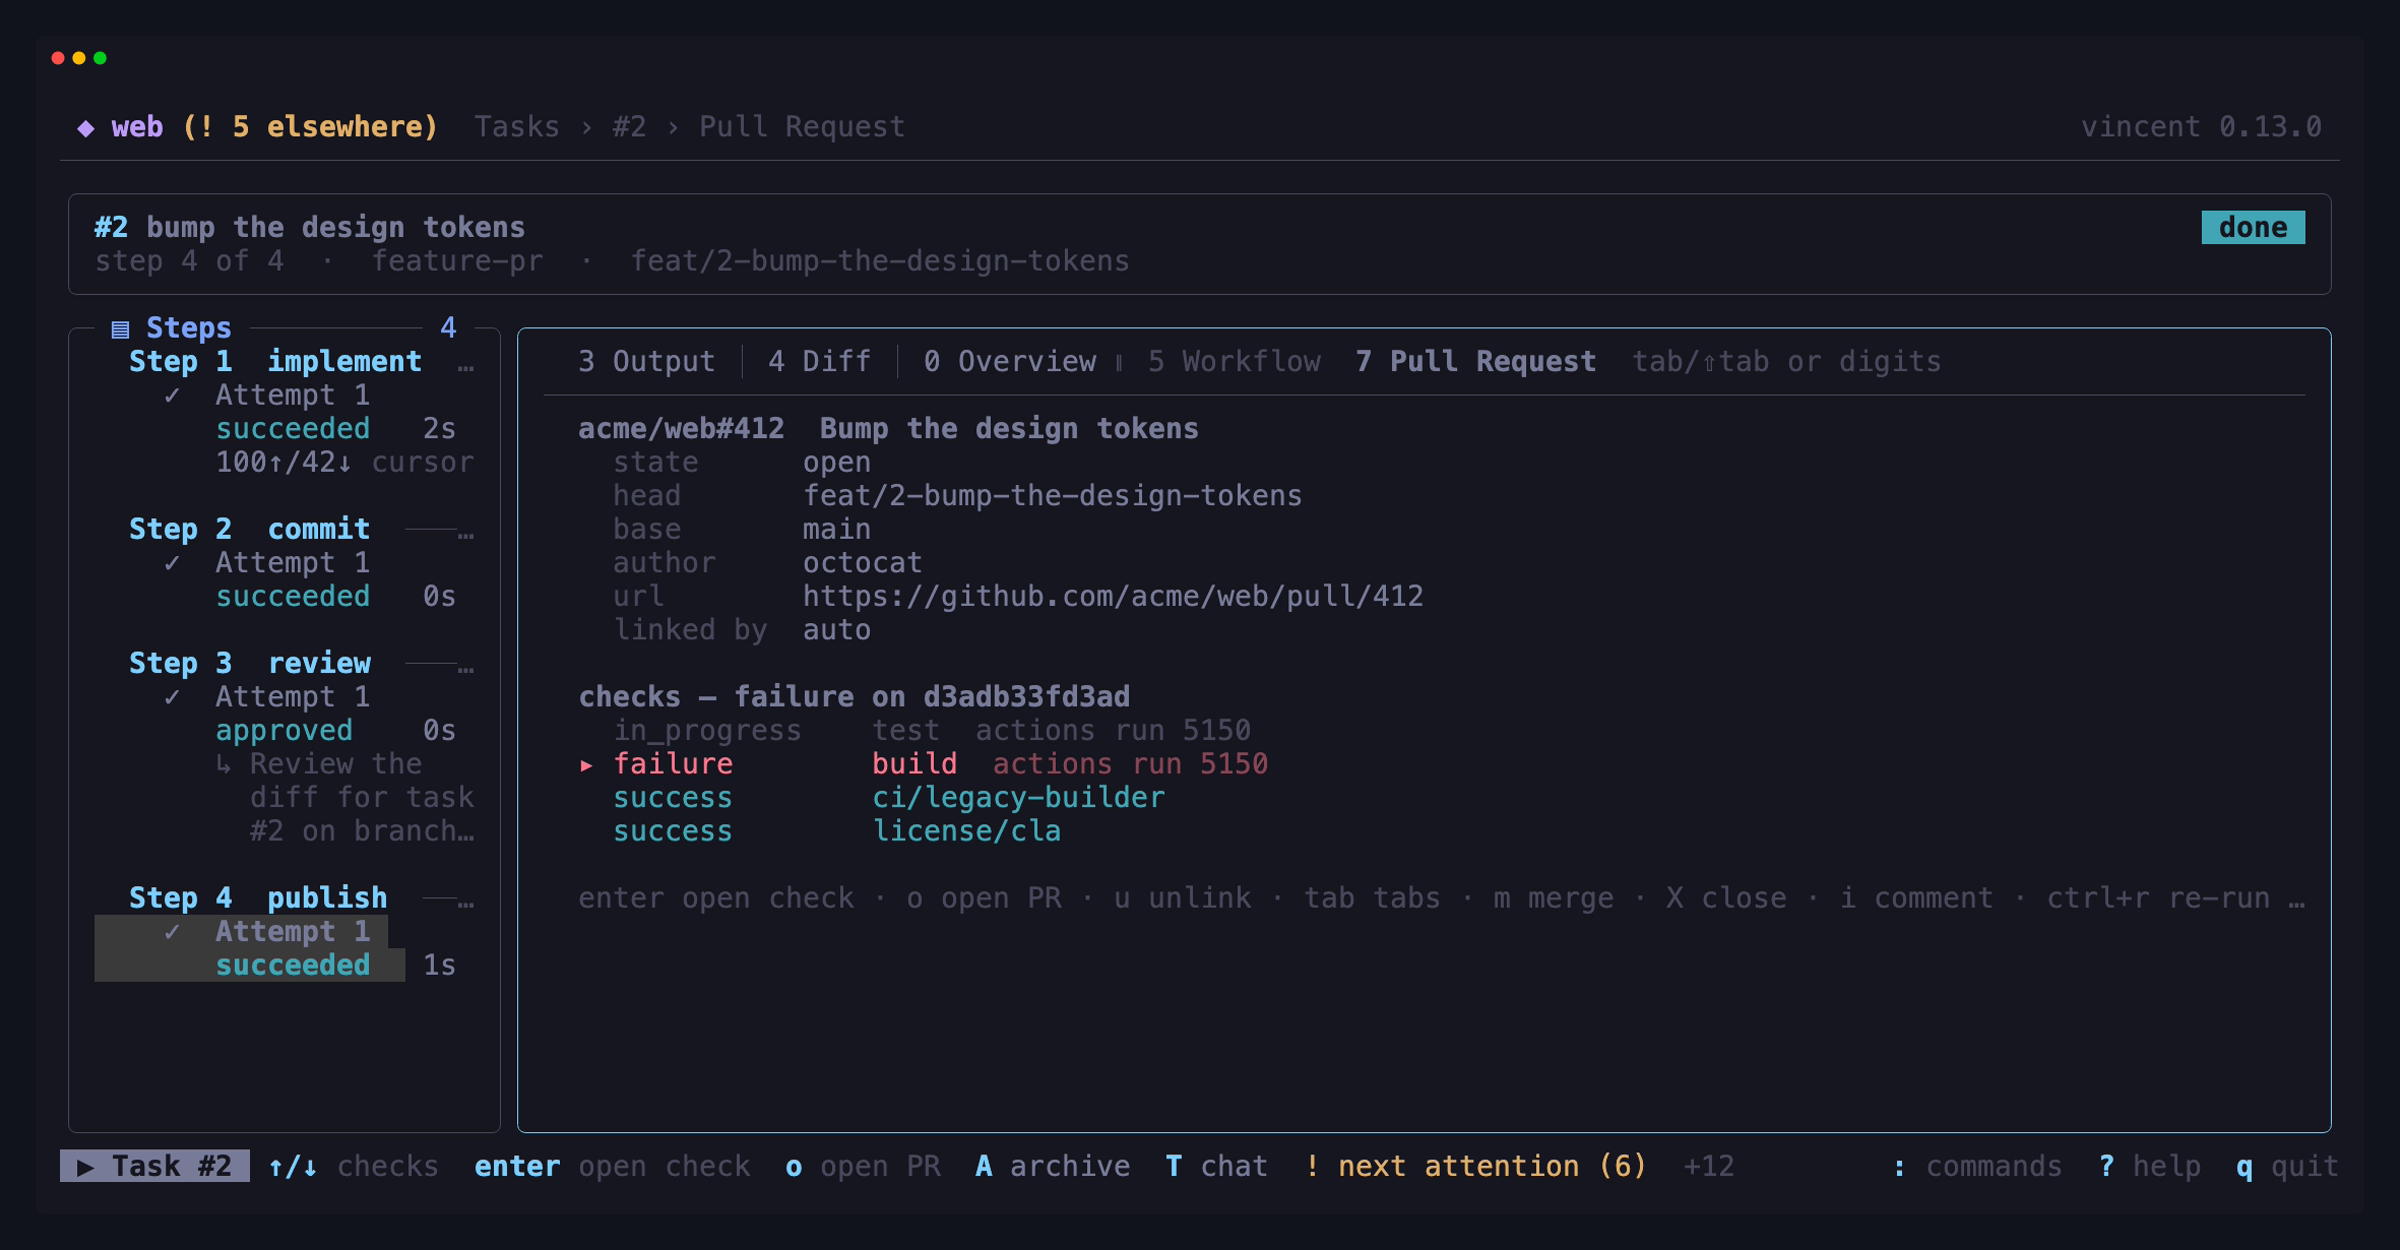 ◆ web (! 5 elsewhere)  Tasks › #2 › Pull Request  vincent 0.13.0
#2 bump the design tokens  done
step 4 of 4 · feature-pr · feat/2-bump-the-design-tokens
▤ Steps 4
Step 1 implement …
✓ Attempt 1
succeeded 2s
100↑/42↓ cursor
Step 2 commit ───…
✓ Attempt 1
succeeded 0s
Step 3 review ───…
✓ Attempt 1
approved 0s
↳ Review the
diff for task
#2 on branch…
Step 4 publish ──…
✓ Attempt 1
succeeded 1s
3 Output │ 4 Diff │ 0 Overview ‖ 5 Workflow 7 Pull Request tab/⇧tab or digits
acme/web#412 Bump the design tokens
state open
head feat/2-bump-the-design-tokens
base main
author octocat
url https://github.com/acme/web/pull/412
linked by auto
checks — failure on d3adb33fd3ad
in_progress test actions run 5150
▸ failure build actions run 5150
success ci/legacy-builder
success license/cla
enter open check · o open PR · u unlink · tab tabs · m merge · X close · i comment · ctrl+r re-run …
▶ Task #2 ↑/↓ checks enter open check o open PR A archive T chat ! next attention (6) +12 : commands ? help q quit